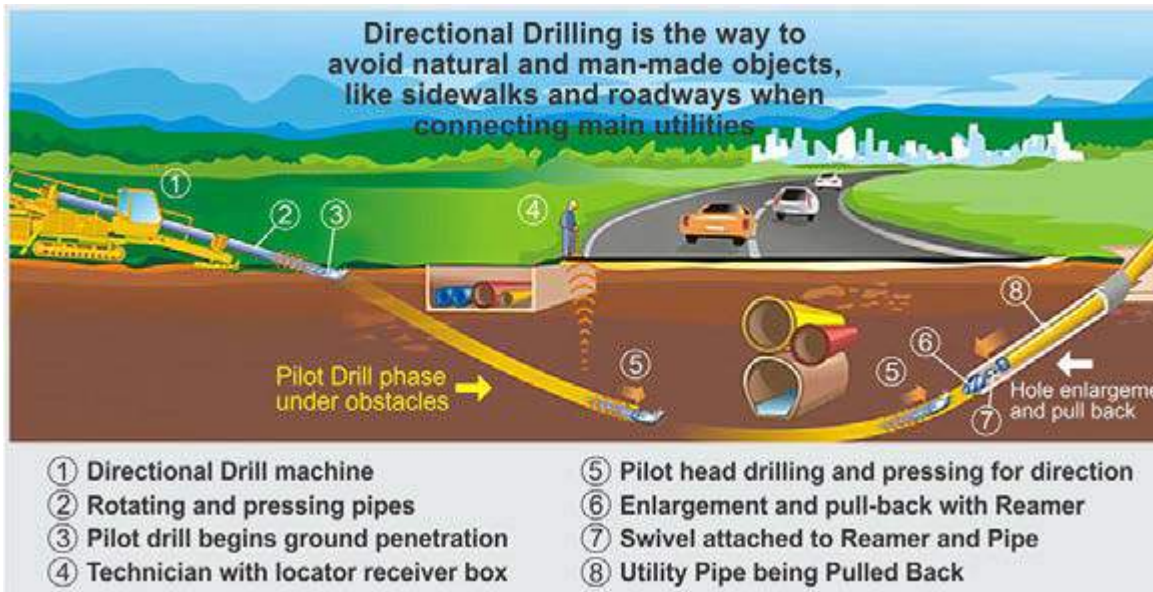 Directional Drilling is the way to
avoid natural and man-made objects,
like sidewalks and roadways when
connecting main utilities
① ② ③ ④
⑧
⑥
⑤ ⑤
Pilot Drill phase
under obstacles
⑦
Hole enlargeme
and pull back
① Directional Drill machine
② Rotating and pressing pipes
③ Pilot drill begins ground penetration
④ Technician with locator receiver box
⑤ Pilot head drilling and pressing for direction
⑥ Enlargement and pull-back with Reamer
⑦ Swivel attached to Reamer and Pipe
⑧ Utility Pipe being Pulled Back